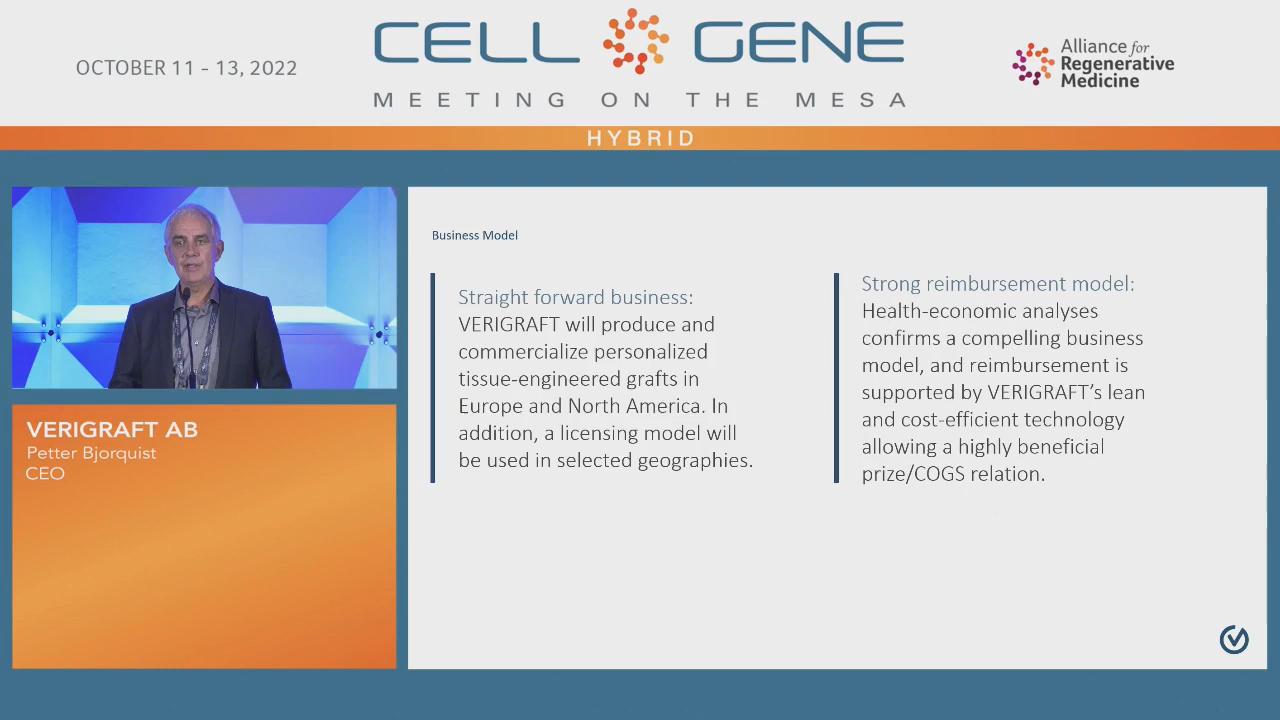 OCTOBER 11 - 13, 2022
CELL GENE
MEETING ON THE MESA
Alliance for
Regenerative
Medicine
HYBRID
VERIGRAFT AB
Petter Bjorquist
CEO
Business Model
Straight forward business:
VERIGRAFT will produce and
commercialize personalized
tissue-engineered grafts in
Europe and North America. In
addition, a licensing model will
be used in selected geographies.
Strong reimbursement model:
Health-economic analyses
confirms a compelling business
model, and reimbursement is
supported by VERIGRAFT's lean
and cost-efficient technology
allowing a highly beneficial
prize/COGS relation.